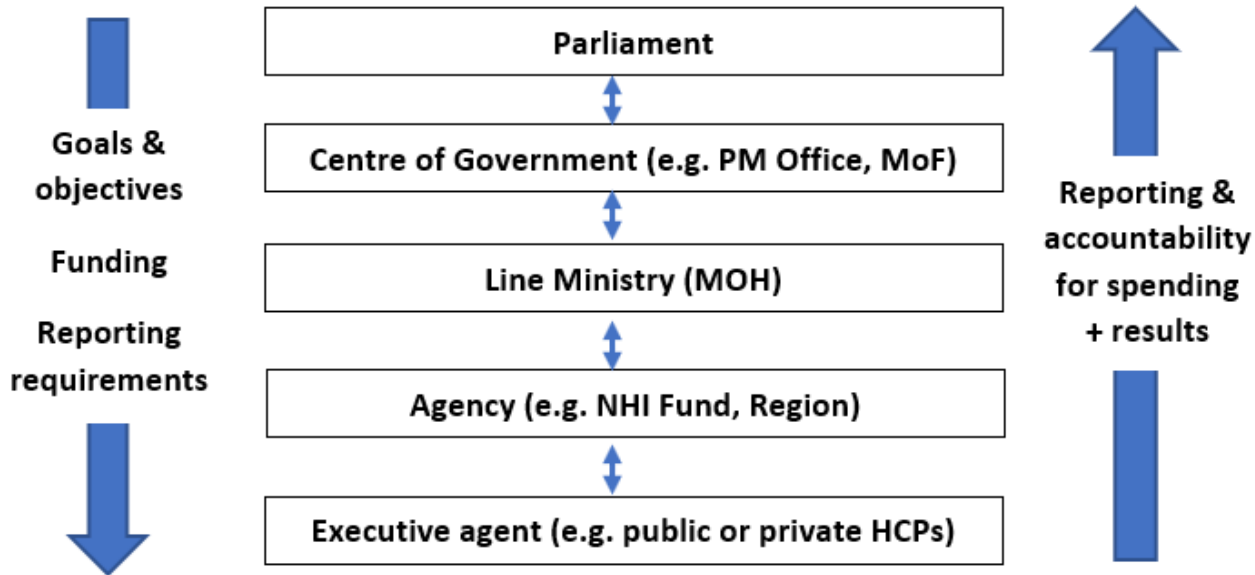 Parliament
Centre of Government (e.g. PM Office, MoF)
Line Ministry (MOH)
Agency (e.g. NHI Fund, Region)
Executive agent (e.g. public or private HCPs)
Goals &
objectives
Funding
Reporting
requirements
Reporting &
accountability
for spending
+ results